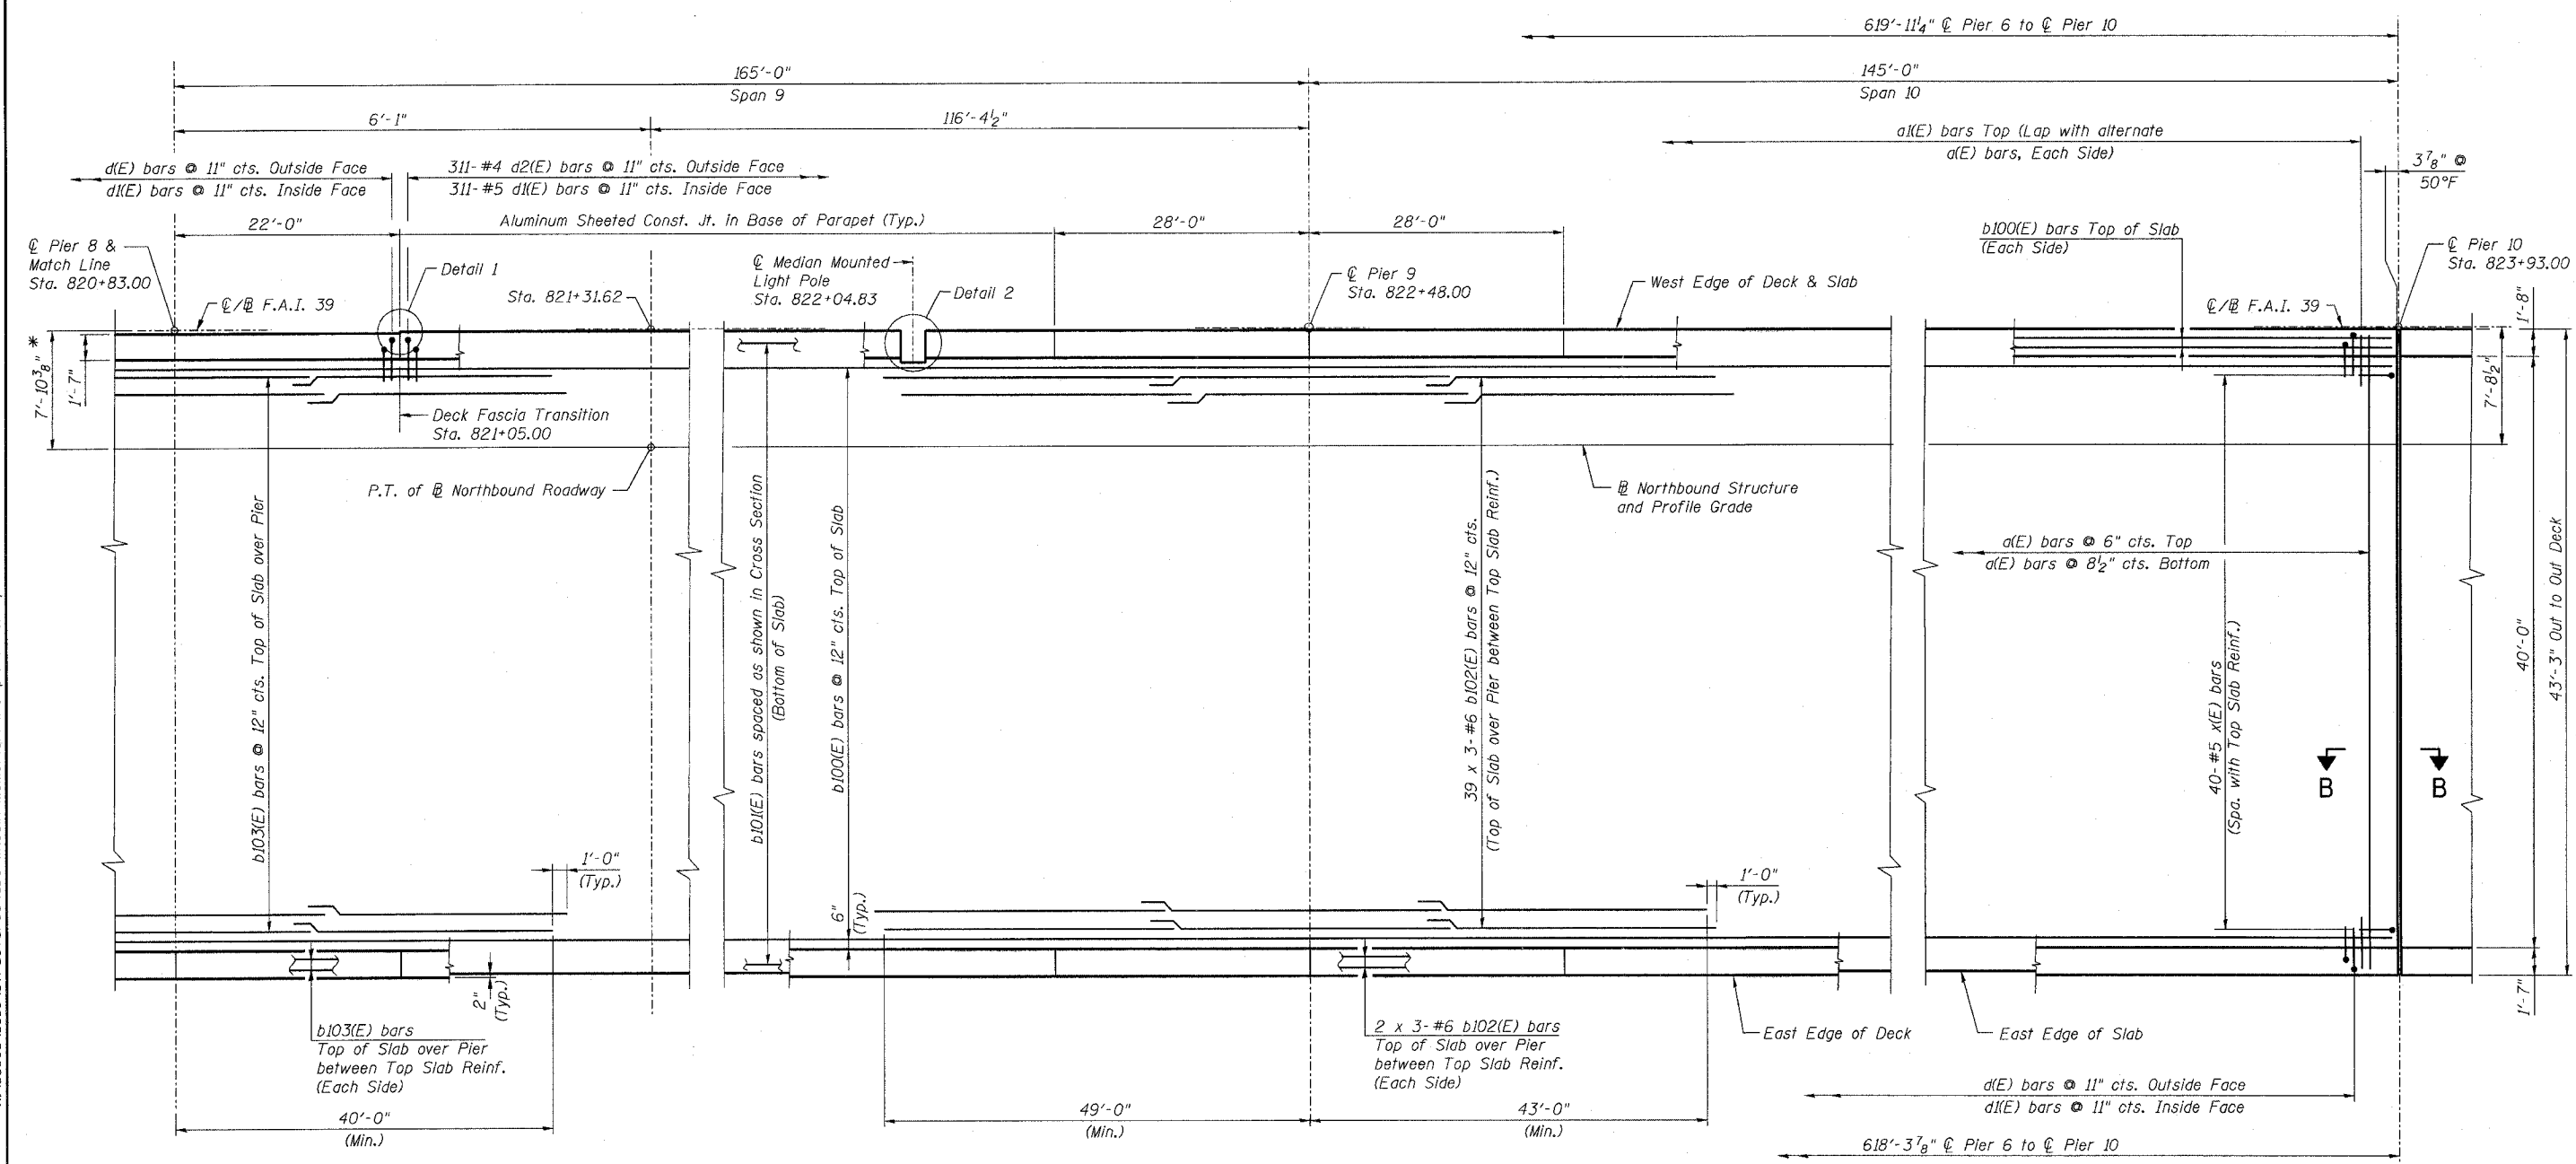 619'-11¼" ℄ Pier 6 to ℄ Pier 10
165'-0"
Span 9
145'-0"
Span 10
6'-1"
116'-4½"
a1(E) bars Top (Lap with alternate
a(E) bars, Each Side)
3⅞" @
50°F
d(E) bars @ 11" cts. Outside Face
d1(E) bars @ 11" cts. Inside Face
311-#4 d2(E) bars @ 11" cts. Outside Face
311-#5 d1(E) bars @ 11" cts. Inside Face
22'-0"
Aluminum Sheeted Const. Jt. in Base of Parapet (Typ.)
28'-0"
28'-0"
b100(E) bars Top of Slab
(Each Side)
℄ Pier 8 &
Match Line
Sta. 820+83.00
℄/B F.A.I. 39
Detail 1
Sta. 821+31.62
℄ Median Mounted
Light Pole
Sta. 822+04.83
Detail 2
℄ Pier 9
Sta. 822+48.00
West Edge of Deck & Slab
℄/B F.A.I. 39
℄ Pier 10
Sta. 823+93.00
7'-10⅜" *
1'-7"
1'-8"
7'-8½"
Deck Fascia Transition
Sta. 821+05.00
P.T. of B Northbound Roadway
B Northbound Structure
and Profile Grade
b103(E) bars @ 12" cts. Top of Slab over Pier
b101(E) bars spaced as shown in Cross Section
(Bottom of Slab)
b100(E) bars @ 12" cts. Top of Slab
39 x 3-#6 b102(E) bars @ 12" cts.
(Top of Slab over Pier between Top Slab Reinf.)
a(E) bars @ 6" cts. Top
a(E) bars @ 8½" cts. Bottom
40-#5 x(E) bars
(Spa. with Top Slab Reinf.)
40'-0"
43'-3" Out to Out Deck
B
B
1'-0"
(Typ.)
6"
(Typ.)
1'-0"
(Typ.)
2"
(Typ.)
1'-7"
b103(E) bars
Top of Slab over Pier
between Top Slab Reinf.
(Each Side)
2 x 3-#6 b102(E) bars
Top of Slab over Pier
between Top Slab Reinf.
(Each Side)
East Edge of Deck
East Edge of Slab
d(E) bars @ 11" cts. Outside Face
d1(E) bars @ 11" cts. Inside Face
40'-0"
(Min.)
49'-0"
(Min.)
43'-0"
(Min.)
618'-3⅞" ℄ Pier 6 to ℄ Pier 10